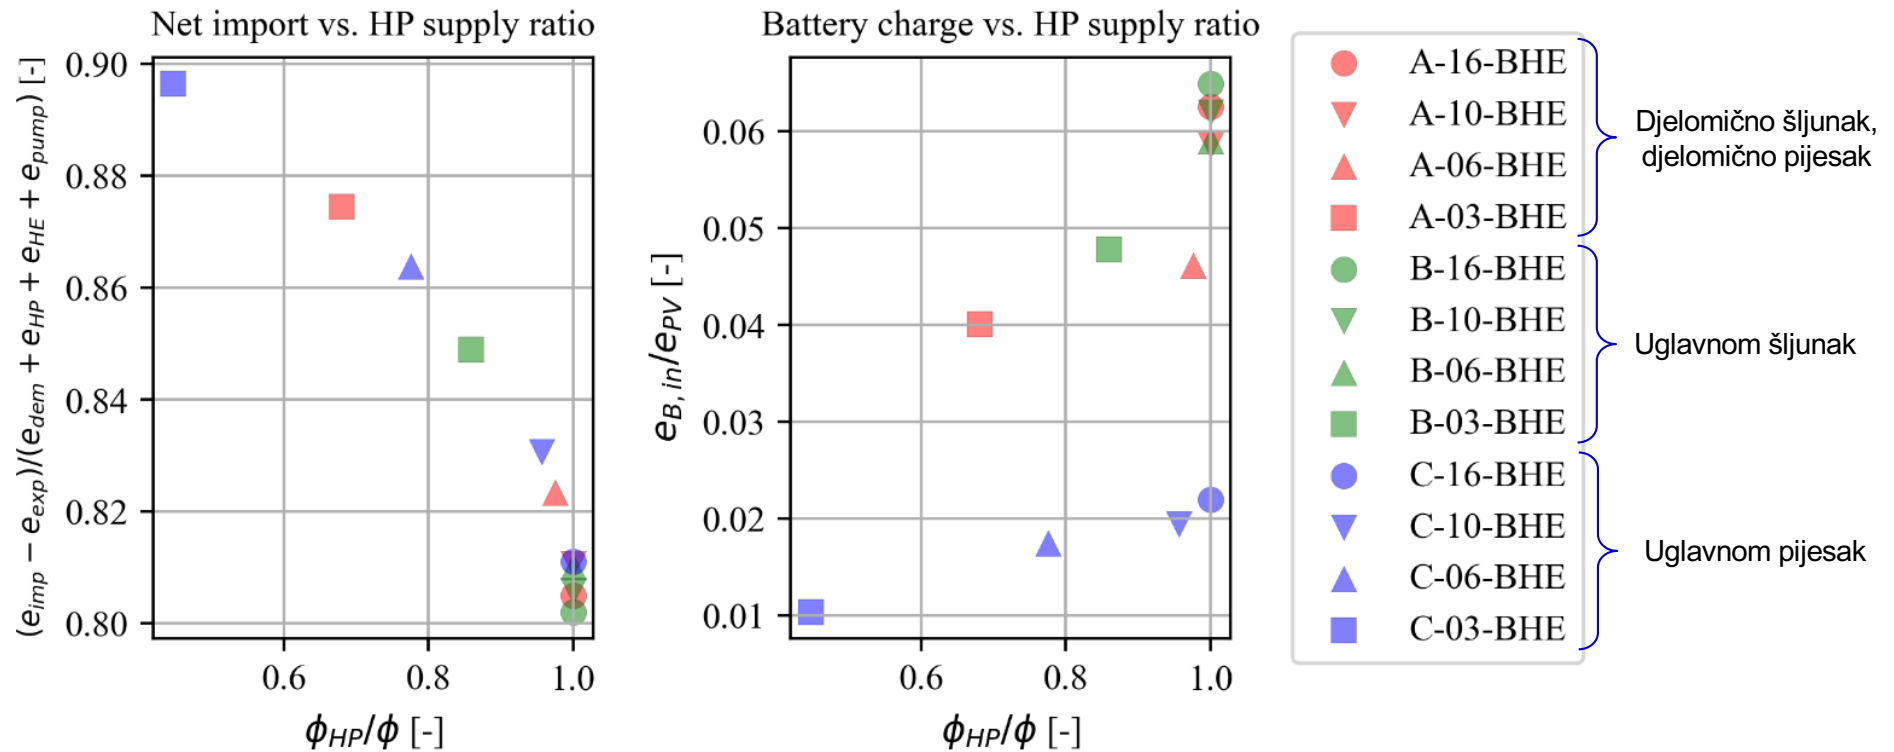 Net import vs. HP supply ratio
(e_imp − e_exp)/(e_dem + e_HP + e_HE + e_pump) [-]
0.90
0.88
0.86
0.84
0.82
0.80
0.6 0.8 1.0
ϕ_HP/ϕ [-]
Battery charge vs. HP supply ratio
e_B, in/e_PV [-]
0.06
0.05
0.04
0.03
0.02
0.01
0.6 0.8 1.0
ϕ_HP/ϕ [-]
A-16-BHE
A-10-BHE
A-06-BHE
A-03-BHE
B-16-BHE
B-10-BHE
B-06-BHE
B-03-BHE
C-16-BHE
C-10-BHE
C-06-BHE
C-03-BHE
Djelomično šljunak,
djelomično pijesak
Uglavnom šljunak
Uglavnom pijesak